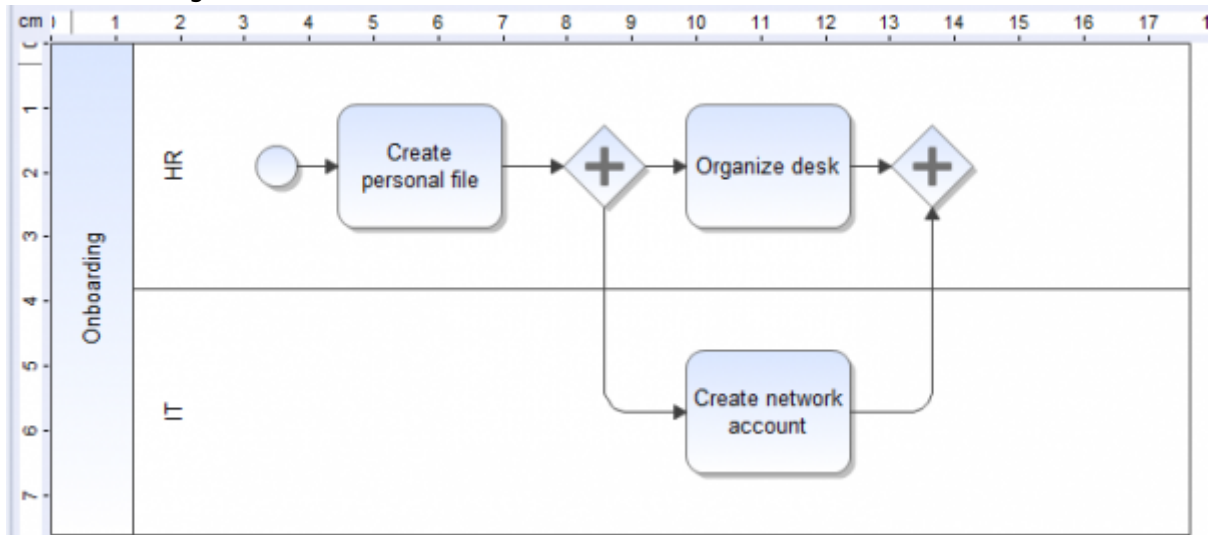 cm 1 2 3 4 5 6 7 8 9 10 11 12 13 14 15 16 17
0
1
2
3
4
5
6
7
Onboarding
HR
Create
personal file
Organize desk
IT
Create network
account